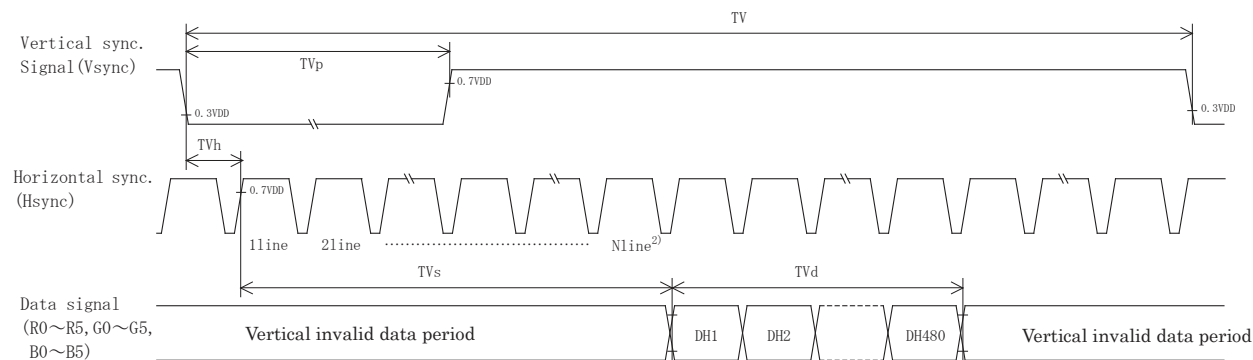 TV
Vertical sync.
Signal(Vsync)
TVp
0.7VDD
0.3VDD
0.3VDD
TVh
Horizontal sync.
(Hsync)
0.7VDD
1line 2line ........................................ Nline2)
TVs
TVd
Data signal
(R0～R5,G0～G5,
B0～B5)
Vertical invalid data period
DH1
DH2
DH480
Vertical invalid data period